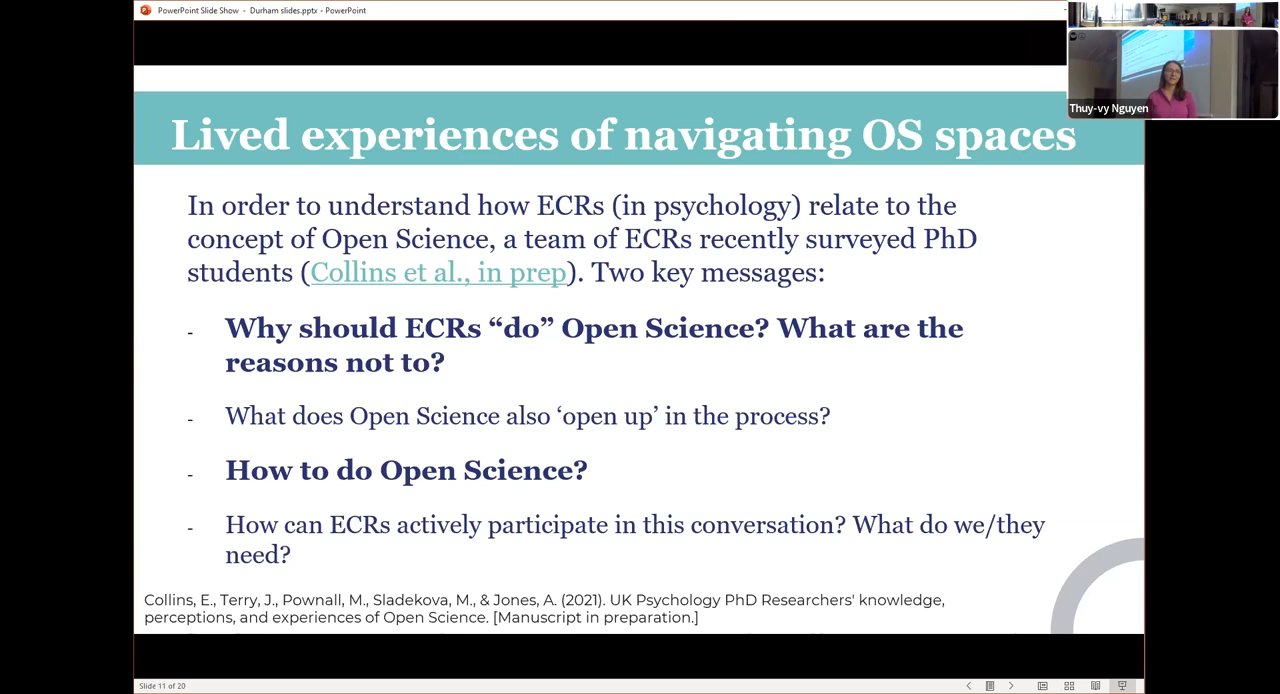 PowerPoint Slide Show - Durham slides.pptx - PowerPoint
Thuy-vy Nguyen
Lived experiences of navigating OS spaces
In order to understand how ECRs (in psychology) relate to the
concept of Open Science, a team of ECRs recently surveyed PhD
students (Collins et al., in prep). Two key messages:
- Why should ECRs “do” Open Science? What are the
reasons not to?
- What does Open Science also ‘open up’ in the process?
- How to do Open Science?
- How can ECRs actively participate in this conversation? What do we/they
need?
Collins, E., Terry, J., Pownall, M., Sladekova, M., & Jones, A. (2021). UK Psychology PhD Researchers' knowledge,
perceptions, and experiences of Open Science. [Manuscript in preparation.]
Slide 11 of 20